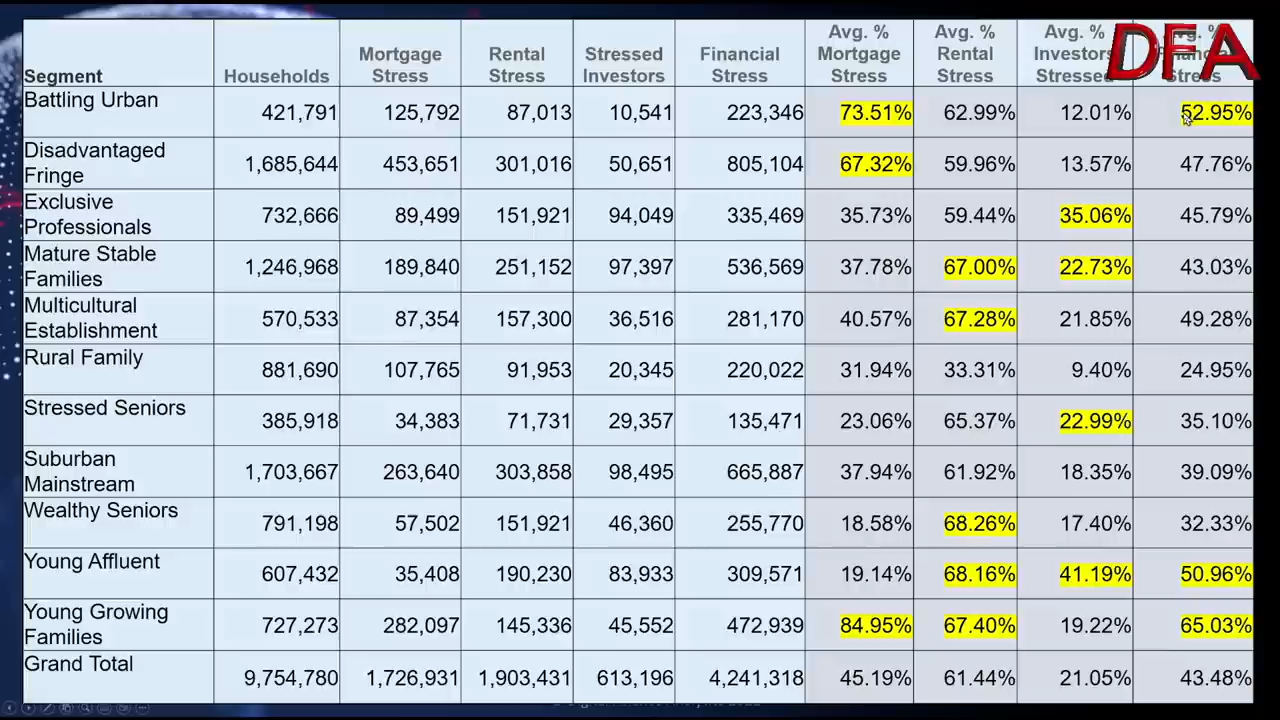 Segment Households Mortgage Stress Rental Stress Stressed Investors Financial Stress Avg. % Mortgage Stress Avg. % Rental Stress Avg. % Investors Stressed Stress
DFA
Battling Urban 421,791 125,792 87,013 10,541 223,346 73.51% 62.99% 12.01% 52.95%
Disadvantaged Fringe 1,685,644 453,651 301,016 50,651 805,104 67.32% 59.96% 13.57% 47.76%
Exclusive Professionals 732,666 89,499 151,921 94,049 335,469 35.73% 59.44% 35.06% 45.79%
Mature Stable Families 1,246,968 189,840 251,152 97,397 536,569 37.78% 67.00% 22.73% 43.03%
Multicultural Establishment 570,533 87,354 157,300 36,516 281,170 40.57% 67.28% 21.85% 49.28%
Rural Family 881,690 107,765 91,953 20,345 220,022 31.94% 33.31% 9.40% 24.95%
Stressed Seniors 385,918 34,383 71,731 29,357 135,471 23.06% 65.37% 22.99% 35.10%
Suburban Mainstream 1,703,667 263,640 303,858 98,495 665,887 37.94% 61.92% 18.35% 39.09%
Wealthy Seniors 791,198 57,502 151,921 46,360 255,770 18.58% 68.26% 17.40% 32.33%
Young Affluent 607,432 35,408 190,230 83,933 309,571 19.14% 68.16% 41.19% 50.96%
Young Growing Families 727,273 282,097 145,336 45,552 472,939 84.95% 67.40% 19.22% 65.03%
Grand Total 9,754,780 1,726,931 1,903,431 613,196 4,241,318 45.19% 61.44% 21.05% 43.48%